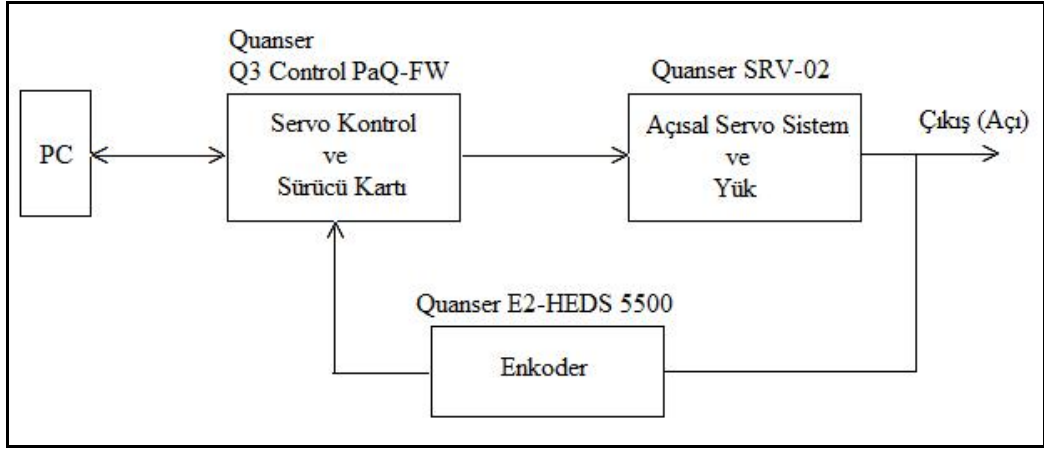 Quanser
Q3 Control PaQ-FW
Quanser SRV-02
PC
Servo Kontrol
ve
Sürücü Kartı
Açısal Servo Sistem
ve
Yük
Çıkış (Açı)
Quanser E2-HEDS 5500
Enkoder